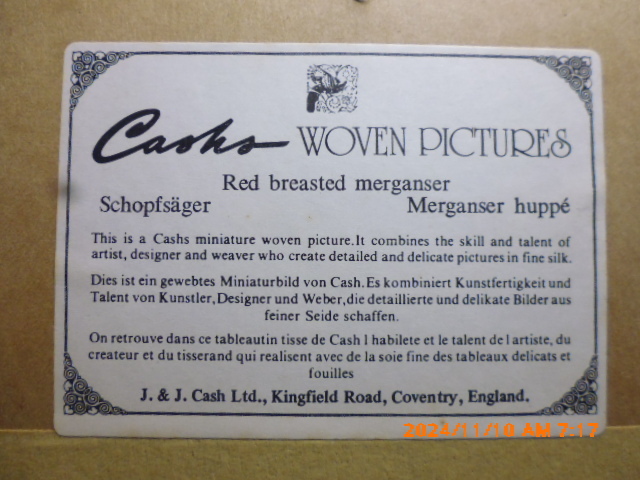 Cashs WOVEN PICTURES
Red breasted merganser
Schopfsäger Merganser huppé
This is a Cashs miniature woven picture.It combines the skill and talent of
artist, designer and weaver who create detailed and delicate pictures in fine silk.
Dies ist ein gewebtes Miniaturbild von Cash.Es kombiniert Kunstfertigkeit und
Talent von Kunstler,Designer und Weber,die detaillierte und delikate Bilder aus
feiner Seide schaffen.
On retrouve dans ce tableautin tisse de Cash l habilete et le talent de l artiste, du
createur et du tisserand qui realisent avec de la soie fine des tableaux delicats et
fouilles
J. & J. Cash Ltd., Kingfield Road, Coventry, England.
2024/11/10 AM 7:17